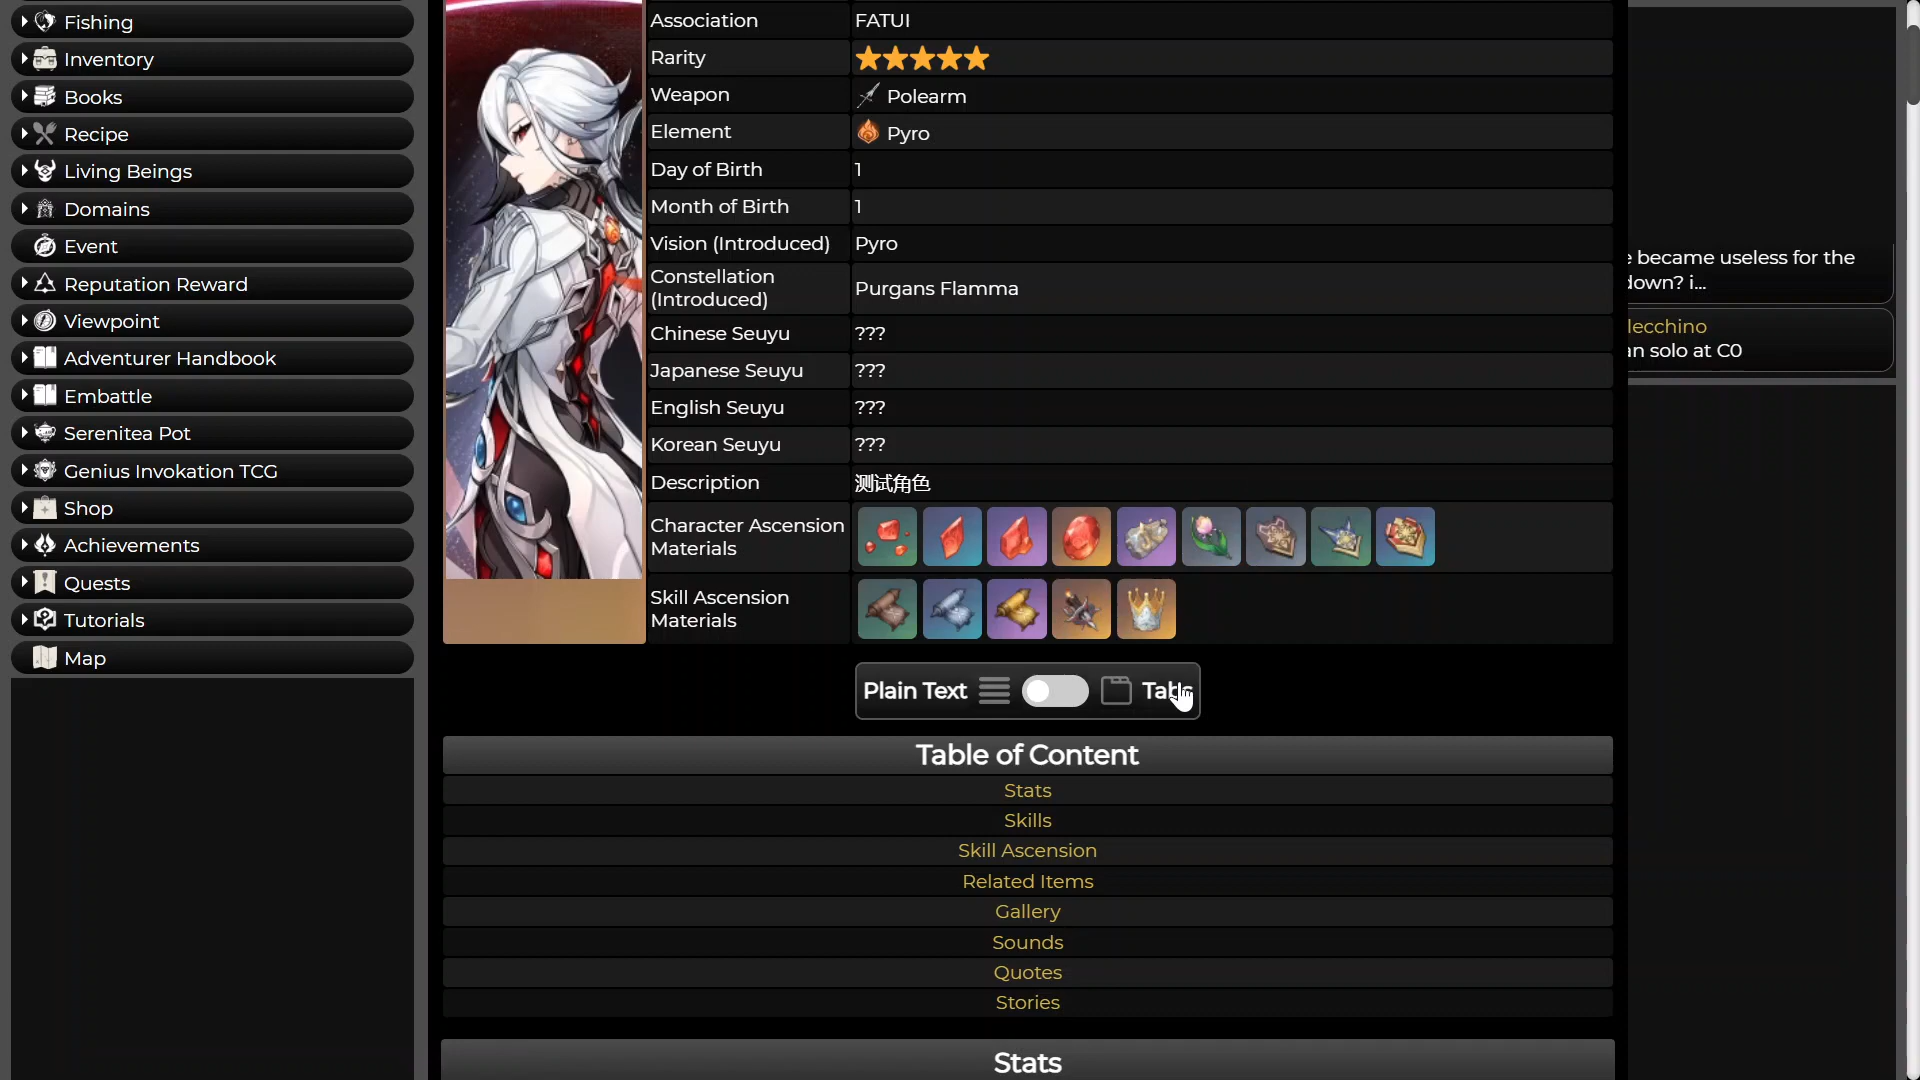 Fishing
Inventory
Books
Recipe
Living Beings
Domains
Event
Reputation Reward
Viewpoint
Adventurer Handbook
Embattle
Serenitea Pot
Genius Invokation TCG
Shop
Achievements
Quests
Tutorials
Map
Association FATUI
Rarity
Weapon Polearm
Element Pyro
Day of Birth 1
Month of Birth 1
Vision (Introduced) Pyro
Constellation
(Introduced) Purgans Flamma
Chinese Seuyu ???
Japanese Seuyu ???
English Seuyu ???
Korean Seuyu ???
Description 测试角色
Character Ascension
Materials
Skill Ascension
Materials
Plain Text Tabs
Table of Content
Stats
Skills
Skill Ascension
Related Items
Gallery
Sounds
Quotes
Stories
Stats
e became useless for the
down? i...
lecchino
an solo at C0